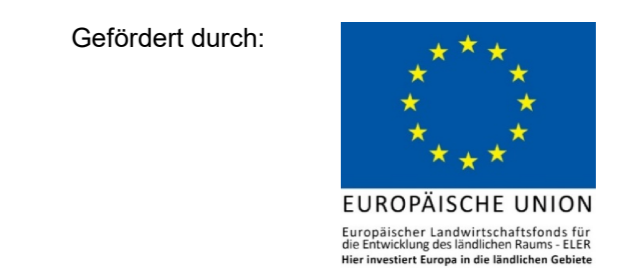 Gefördert durch:
EUROPÄISCHE UNION
Europäischer Landwirtschaftsfonds für
die Entwicklung des ländlichen Raums - ELER
Hier investiert Europa in die ländlichen Gebiete